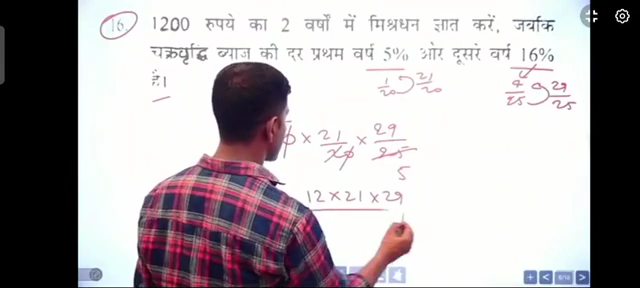 16. 1200 रुपये का 2 वर्षों में मिश्रधन ज्ञात करें, जबकि
चक्रवृद्धि ब्याज की दर प्रथम वर्ष 5% और दूसरे वर्ष 16%
है।
1/20 21/20 4/25 29/25
× 21/20 × 29/25
5
12 × 21 × 29